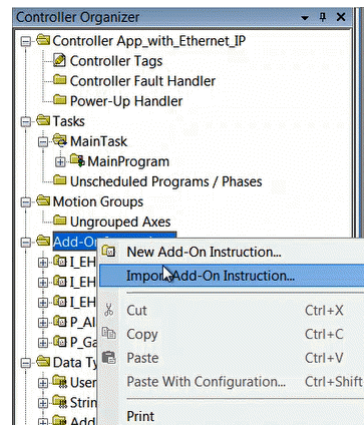 Controller Organizer
Controller App_with_Ethernet_IP
Controller Tags
Controller Fault Handler
Power-Up Handler
Tasks
MainTask
MainProgram
Unscheduled Programs / Phases
Motion Groups
Ungrouped Axes
Add-O
I_EH
I_EH
I_EH
P_AI
P_Ga
Data Ty
User
Strin
Add
New Add-On Instruction...
Import Add-On Instruction...
Cut Ctrl+X
Copy Ctrl+C
Paste Ctrl+V
Paste With Configuration... Ctrl+Shift
Print